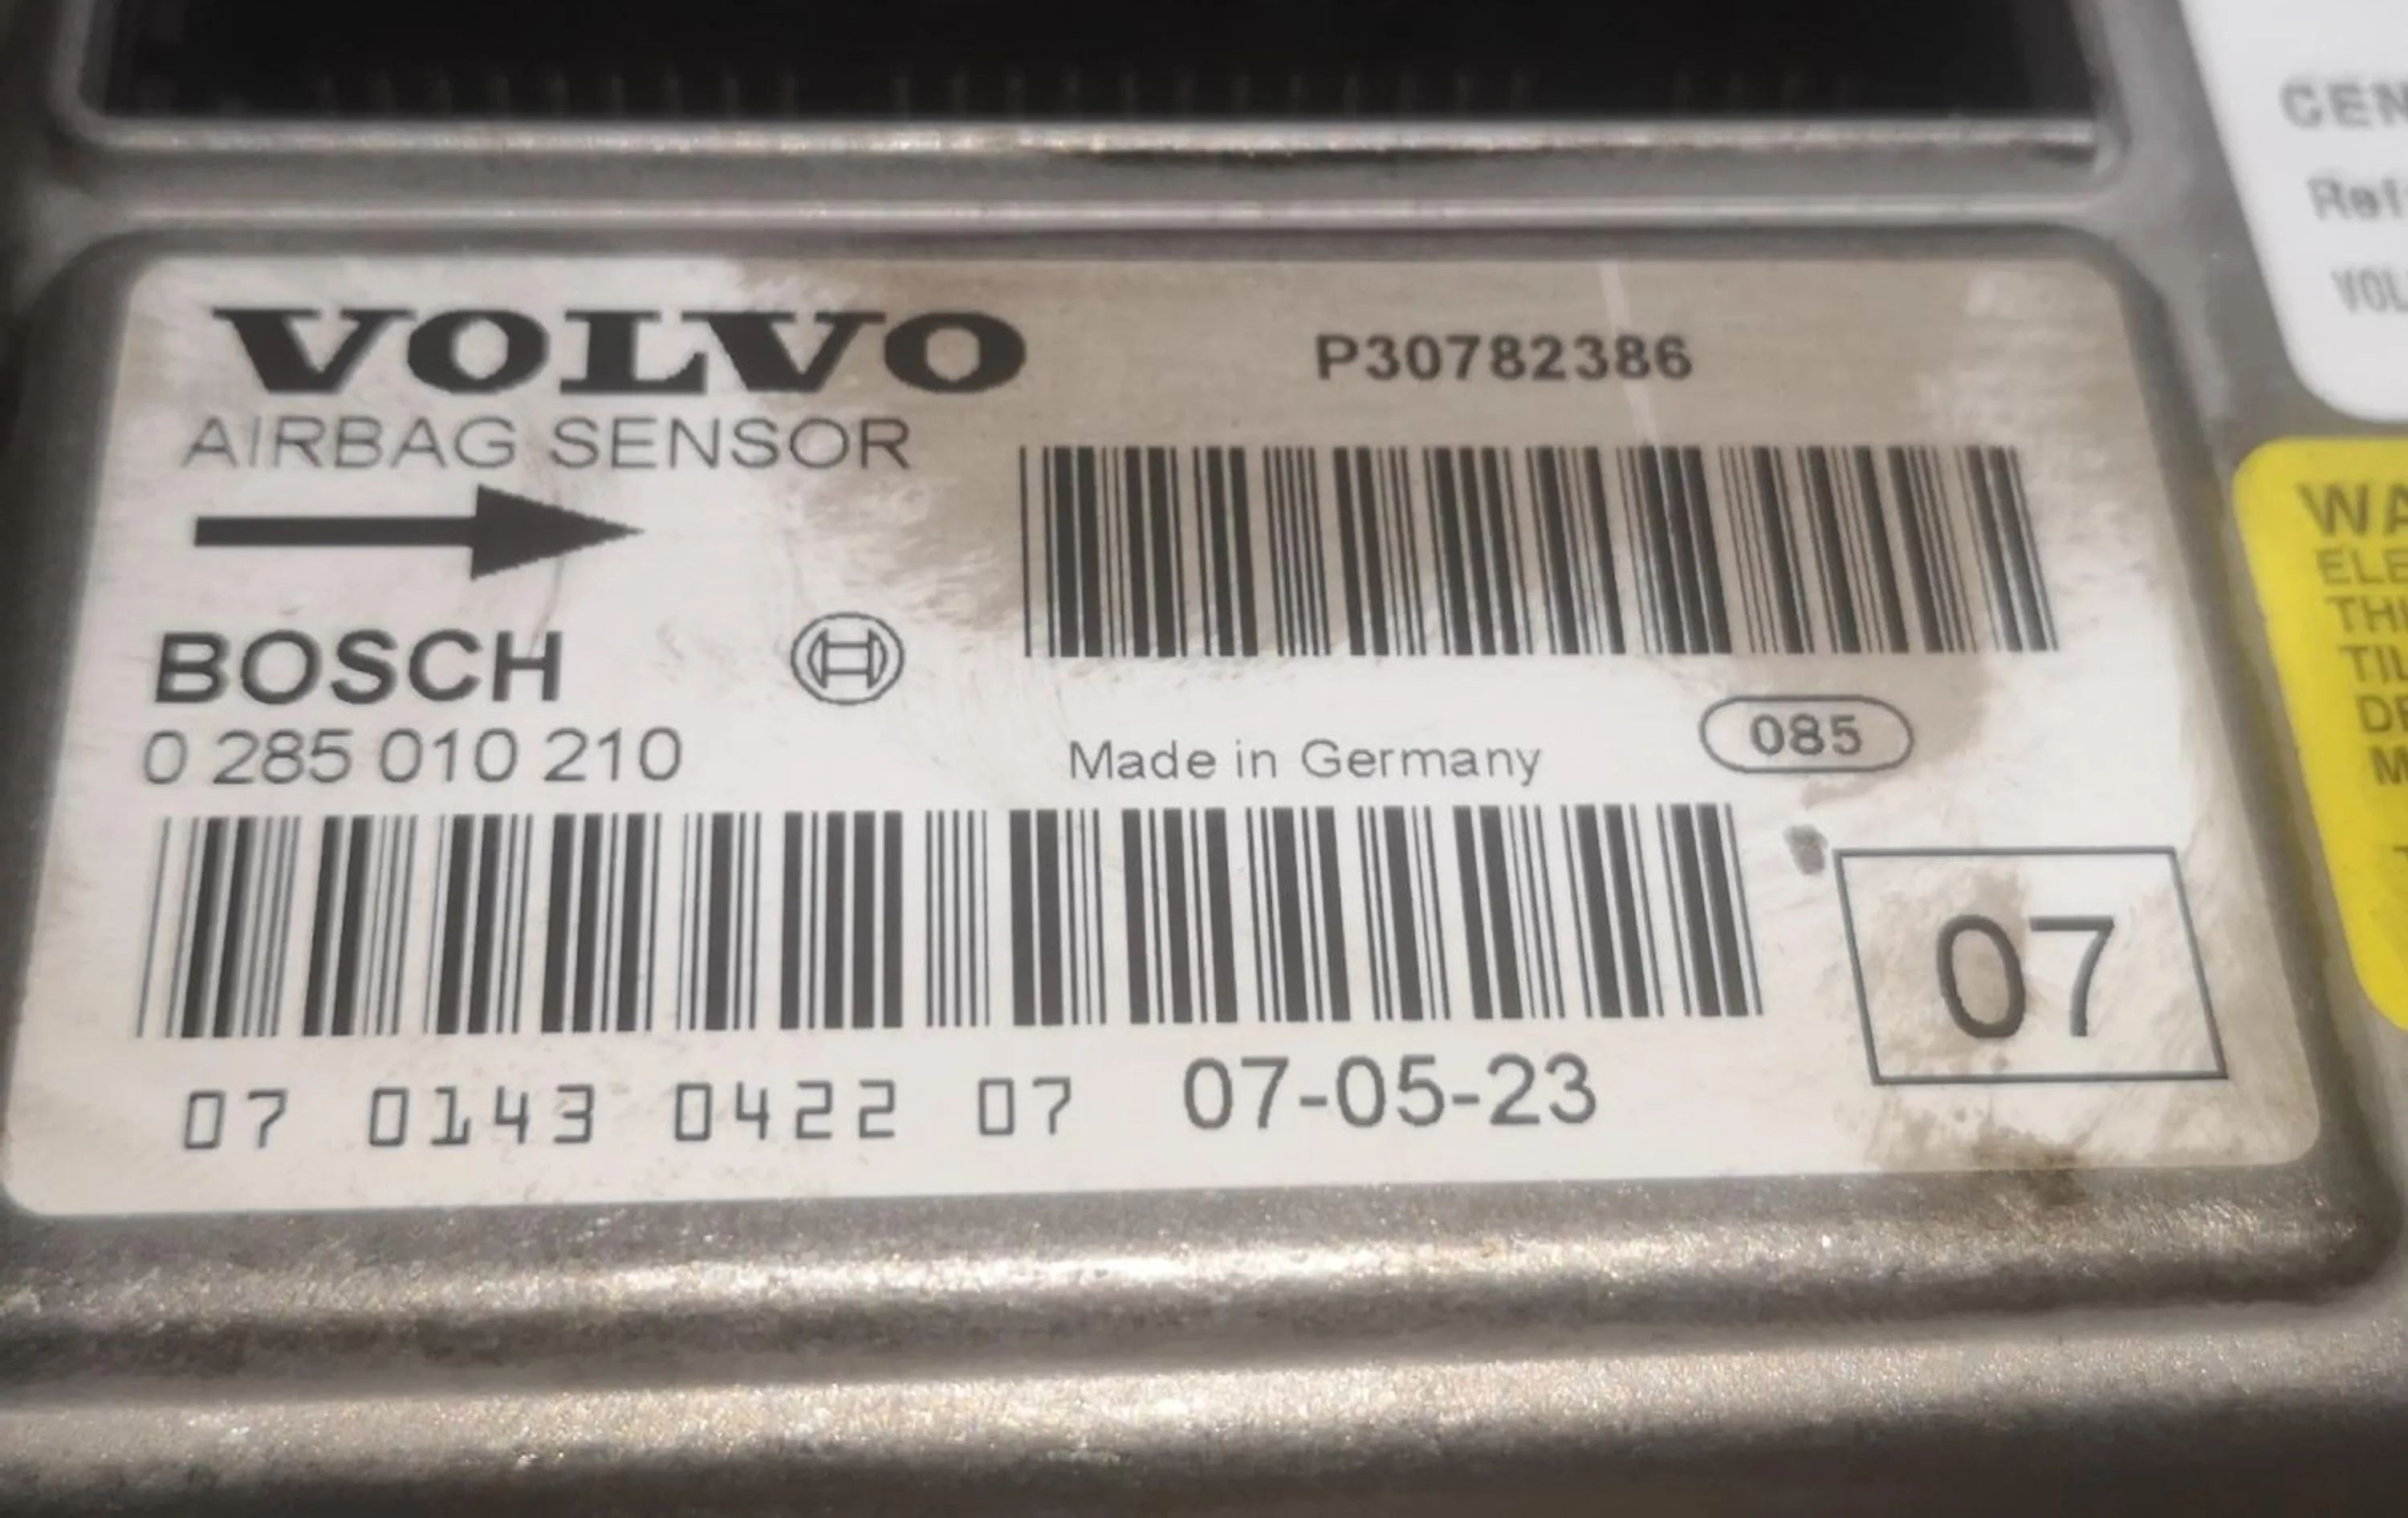 VOLVO
P30782386
AIRBAG SENSOR
BOSCH
0 285 010 210
Made in Germany
085
07
07 0143 0422 07 07-05-23